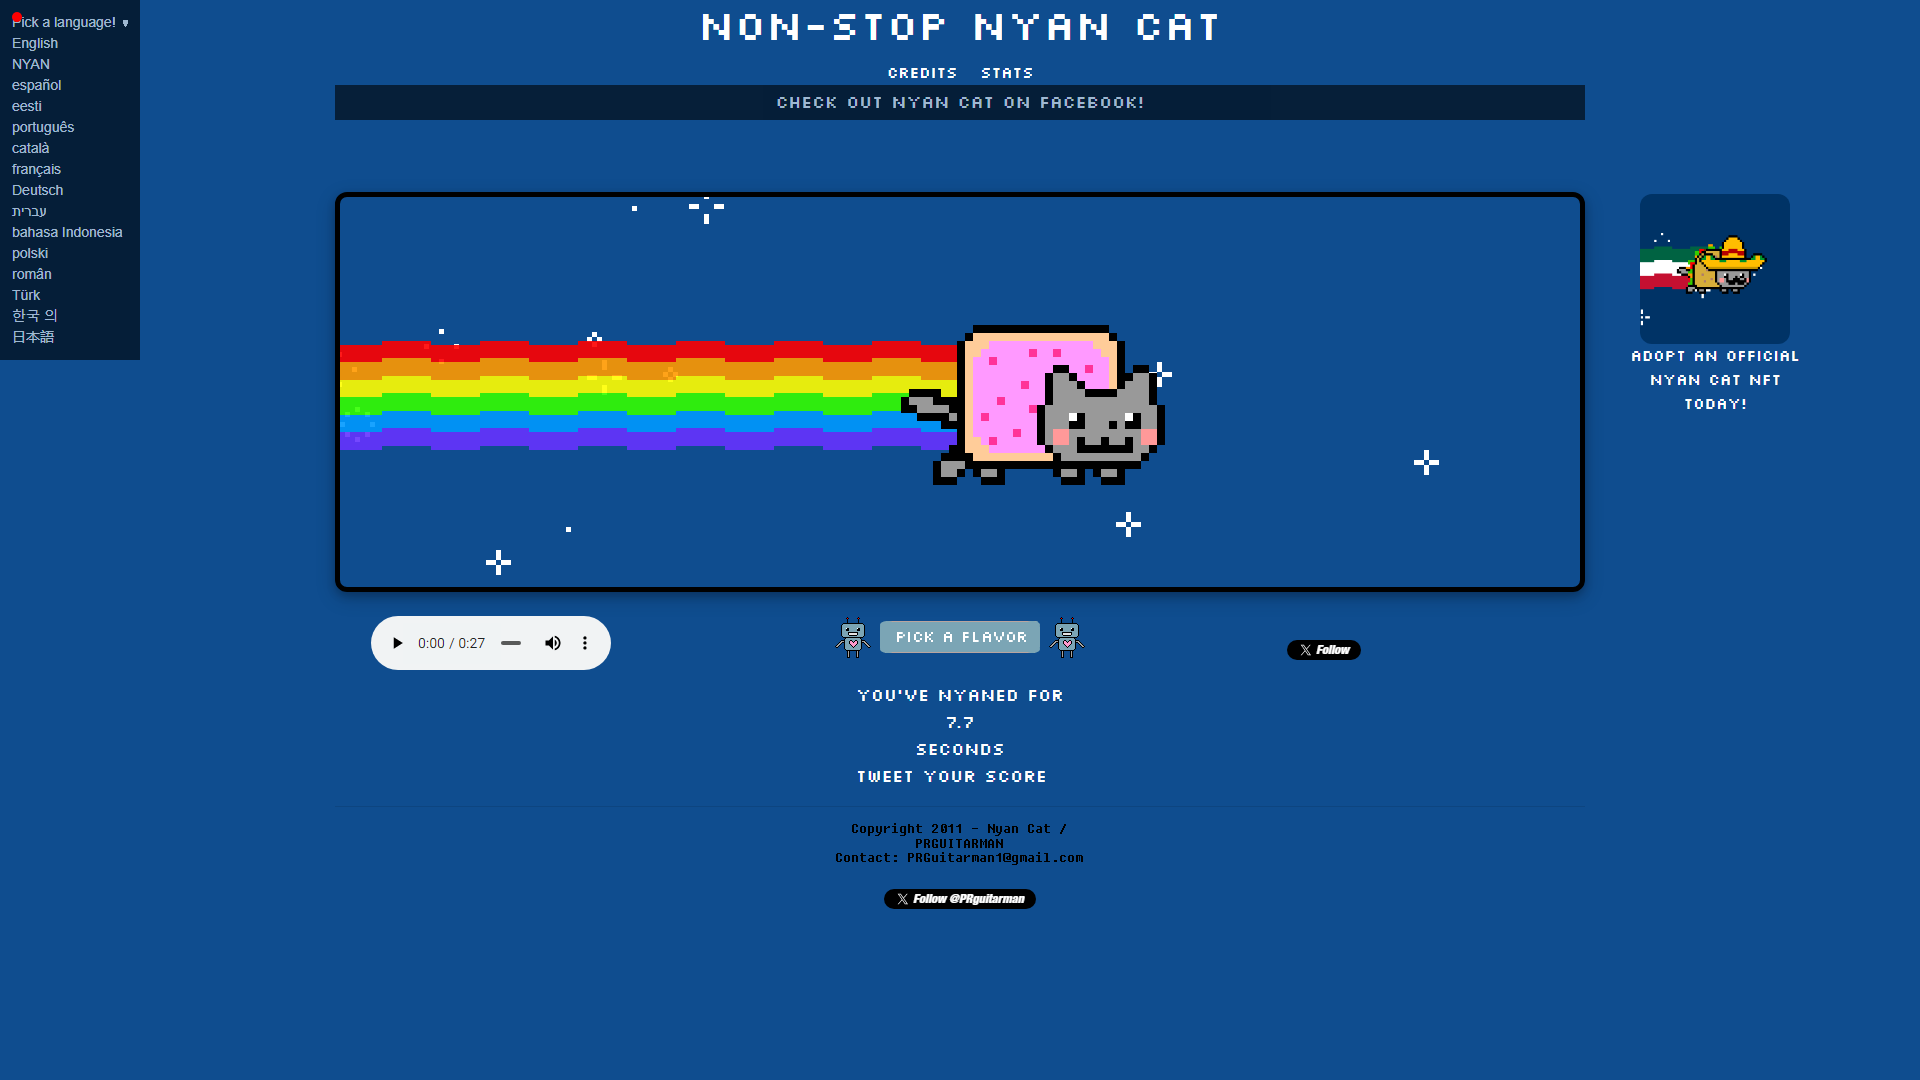 Pick a language! ▼
English
NYAN
español
eesti
português
català
français
Deutsch
עברית
bahasa Indonesia
polski
român
Türk
한국 의
日本語
NON-STOP NYAN CAT
CREDITS STATS
CHECK OUT NYAN CAT ON FACEBOOK!
ADOPT AN OFFICIAL
NYAN CAT NFT
TODAY!
0:00 / 0:27
PICK A FLAVOR
Follow
YOU'VE NYANED FOR
7.7
SECONDS
TWEET YOUR SCORE
Copyright 2011 - Nyan Cat /
PRGUITARMAN
Contact: PRGuitarman1@gmail.com
Follow @PRguitarman